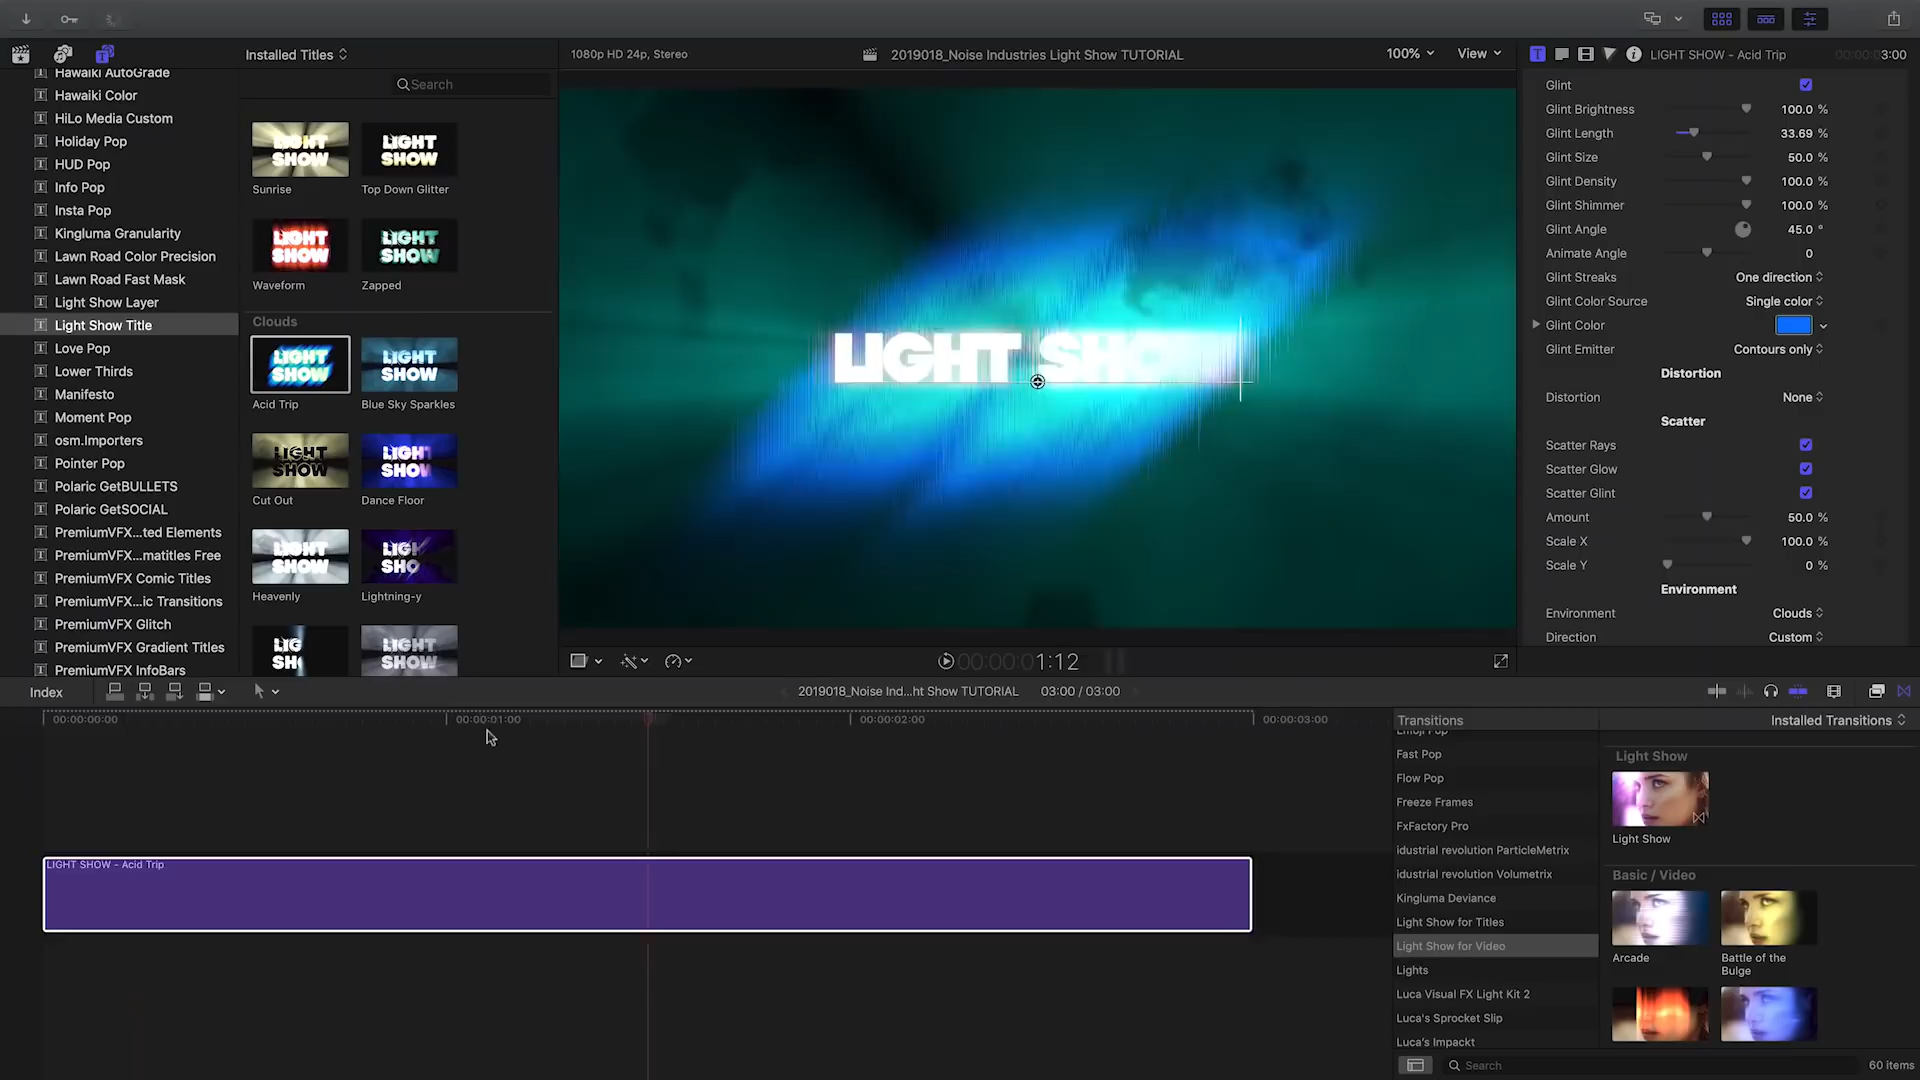 Installed Titles
1080p HD 24p, Stereo
2019018_Noise Industries Light Show TUTORIAL
100%
View
LIGHT SHOW - Acid Trip
00:00:03:00
Hawaiki AutoGrade
Hawaiki Color
HiLo Media Custom
Holiday Pop
HUD Pop
Info Pop
Insta Pop
Kingluma Granularity
Lawn Road Color Precision
Lawn Road Fast Mask
Light Show Layer
Light Show Title
Love Pop
Lower Thirds
Manifesto
Moment Pop
osm.Importers
Pointer Pop
Polaric GetBULLETS
Polaric GetSOCIAL
PremiumVFX...ted Elements
PremiumVFX...matitles Free
PremiumVFX Comic Titles
PremiumVFX...ic Transitions
PremiumVFX Glitch
PremiumVFX Gradient Titles
PremiumVFX InfoBars
Search
LIGHT SHOW
LIGHT SHOW
Sunrise
Top Down Glitter
LIGHT SHOW
LIGHT SHOW
Waveform
Zapped
Clouds
LIGHT SHOW
LIGHT SHOW
Acid Trip
Blue Sky Sparkles
LIGHT SHOW
LIGHT SHOW
Cut Out
Dance Floor
LIGHT SHOW
Heavenly
Lightning-y
LIGHT SHOW
LIGHT SHO
Glint
Glint Brightness 100.0 %
Glint Length 33.69 %
Glint Size 50.0 %
Glint Density 100.0 %
Glint Shimmer 100.0 %
Glint Angle 45.0 °
Animate Angle 0
Glint Streaks One direction
Glint Color Source Single color
Glint Color
Glint Emitter Contours only
Distortion
Distortion None
Scatter
Scatter Rays
Scatter Glow
Scatter Glint
Amount 50.0 %
Scale X 100.0 %
Scale Y 0 %
Environment
Environment Clouds
Direction Custom
00:00:01:12
Index
2019018_Noise Ind...ht Show TUTORIAL
03:00 / 03:00
00:00:00:00
00:00:01:00
00:00:02:00
00:00:03:00
LIGHT SHOW - Acid Trip
Transitions
Installed Transitions
Emoji Pop
Fast Pop
Flow Pop
Freeze Frames
FxFactory Pro
idustrial revolution ParticleMetrix
idustrial revolution Volumetrix
Kingluma Deviance
Light Show for Titles
Light Show for Video
Lights
Luca Visual FX Light Kit 2
Luca's Sprocket Slip
Luca's Impackt
Light Show
Light Show
Basic / Video
Arcade
Battle of the
Bulge
Search
60 items